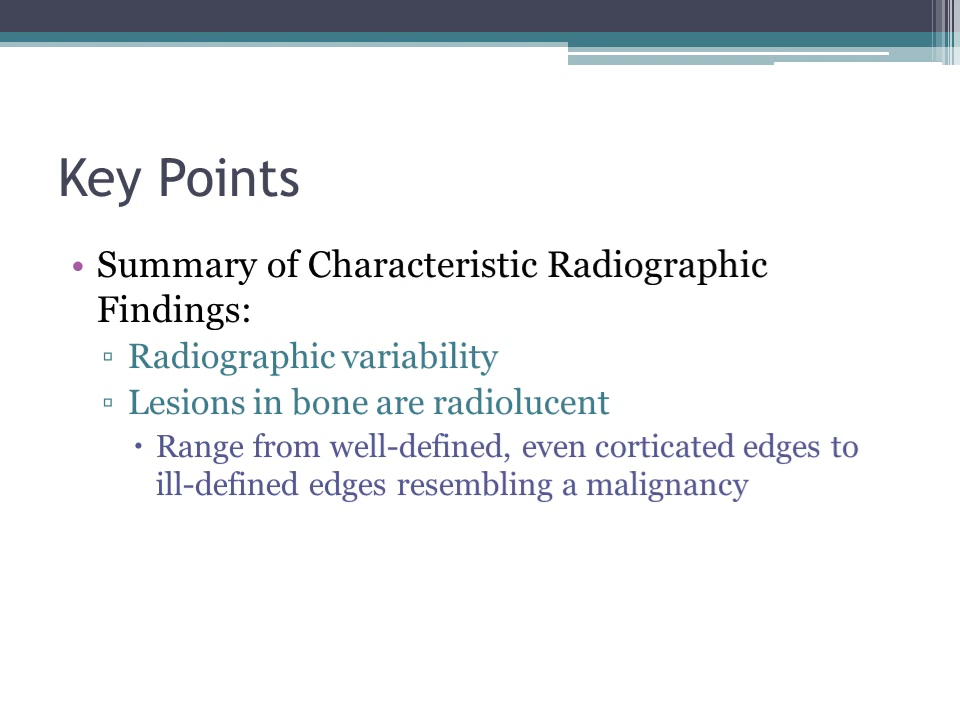 Key Points
• Summary of Characteristic Radiographic
Findings:
▫ Radiographic variability
▫ Lesions in bone are radiolucent
▪ Range from well-defined, even corticated edges to
ill-defined edges resembling a malignancy